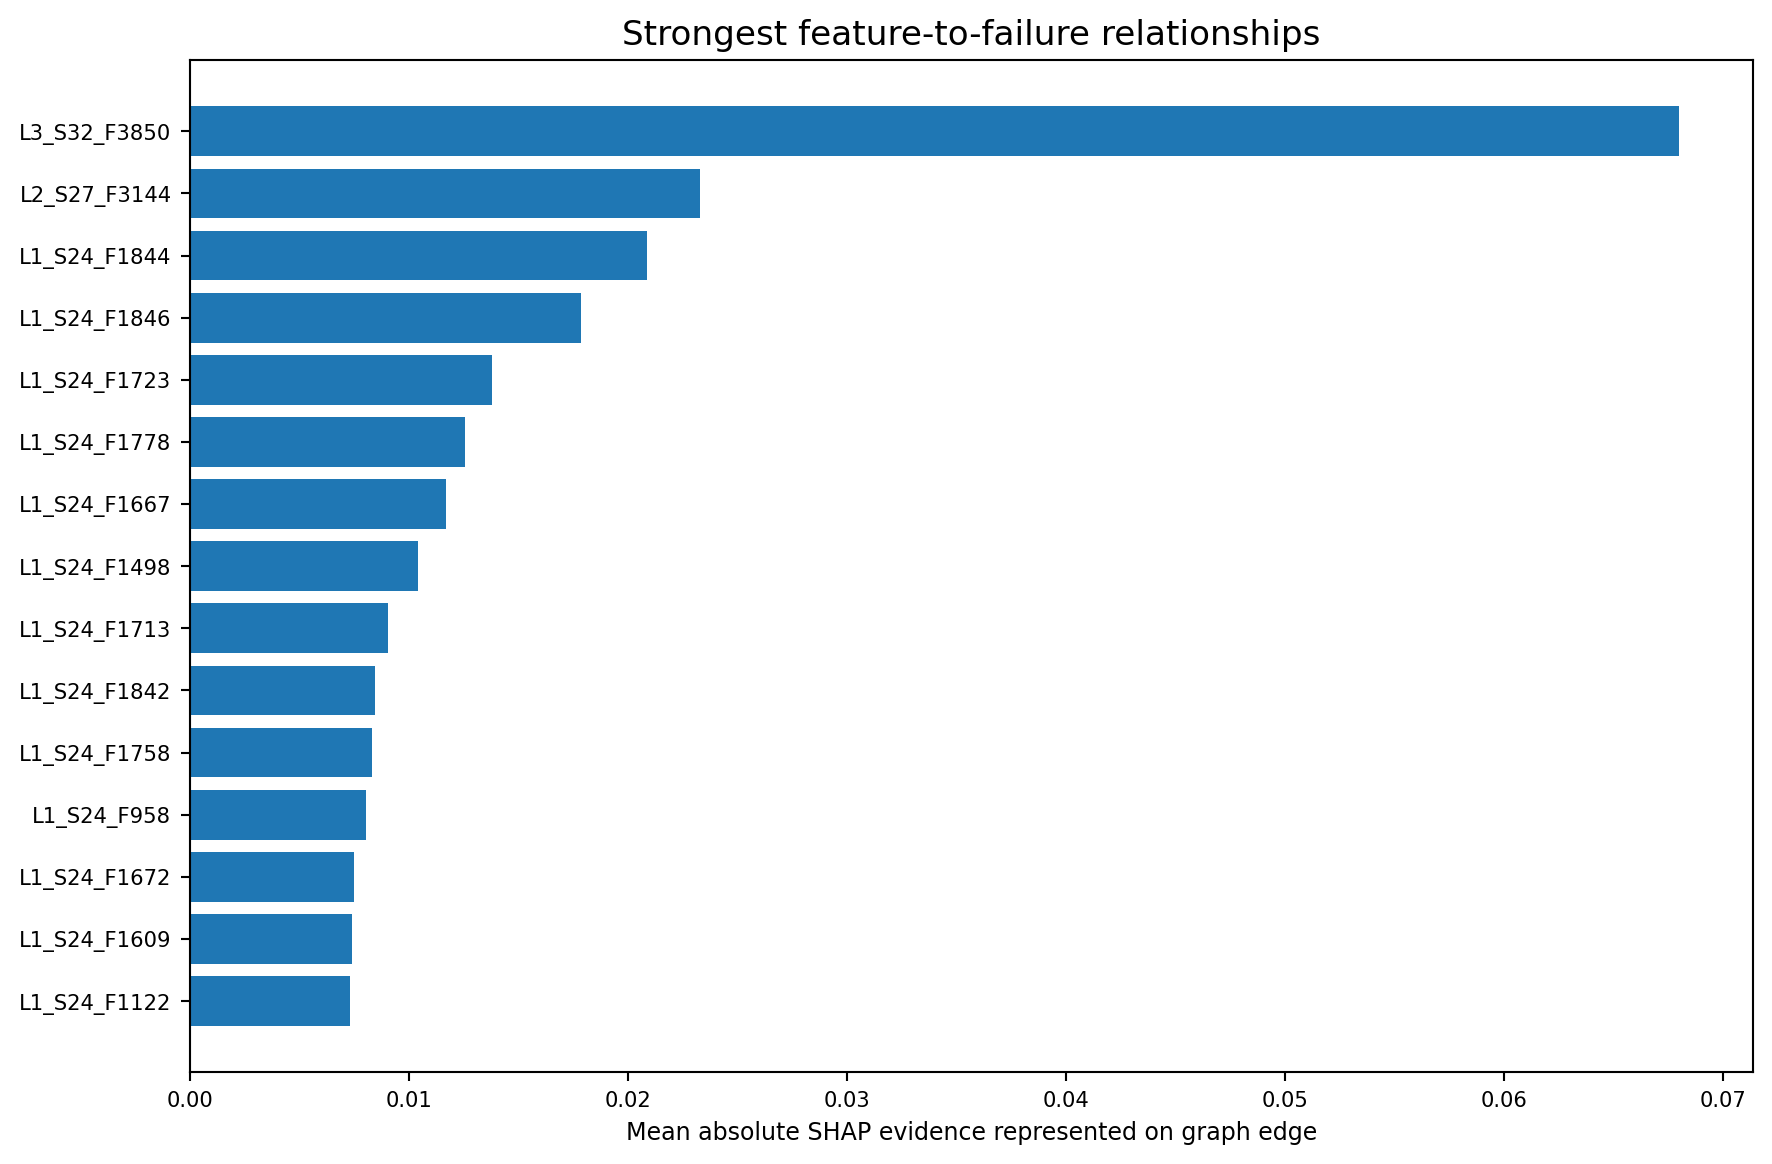 Strongest feature-to-failure relationships
L3_S32_F3850
L2_S27_F3144
L1_S24_F1844
L1_S24_F1846
L1_S24_F1723
L1_S24_F1778
L1_S24_F1667
L1_S24_F1498
L1_S24_F1713
L1_S24_F1842
L1_S24_F1758
L1_S24_F958
L1_S24_F1672
L1_S24_F1609
L1_S24_F1122
0.00 0.01 0.02 0.03 0.04 0.05 0.06 0.07
Mean absolute SHAP evidence represented on graph edge